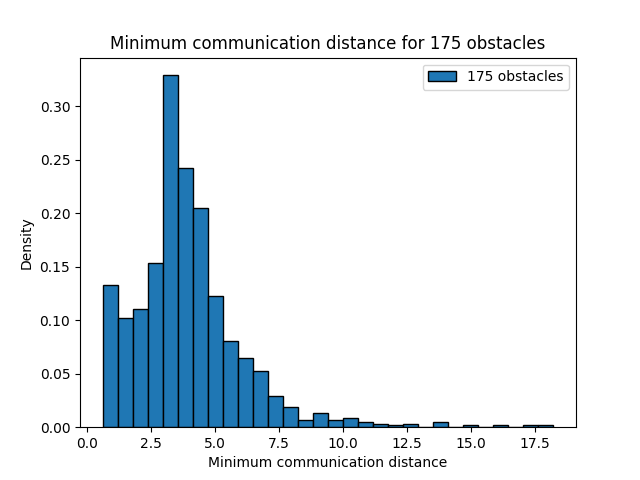 Minimum communication distance for 175 obstacles
175 obstacles
0.30
0.25
0.20
0.15
0.10
0.05
0.00
Density
0.0 2.5 5.0 7.5 10.0 12.5 15.0 17.5
Minimum communication distance